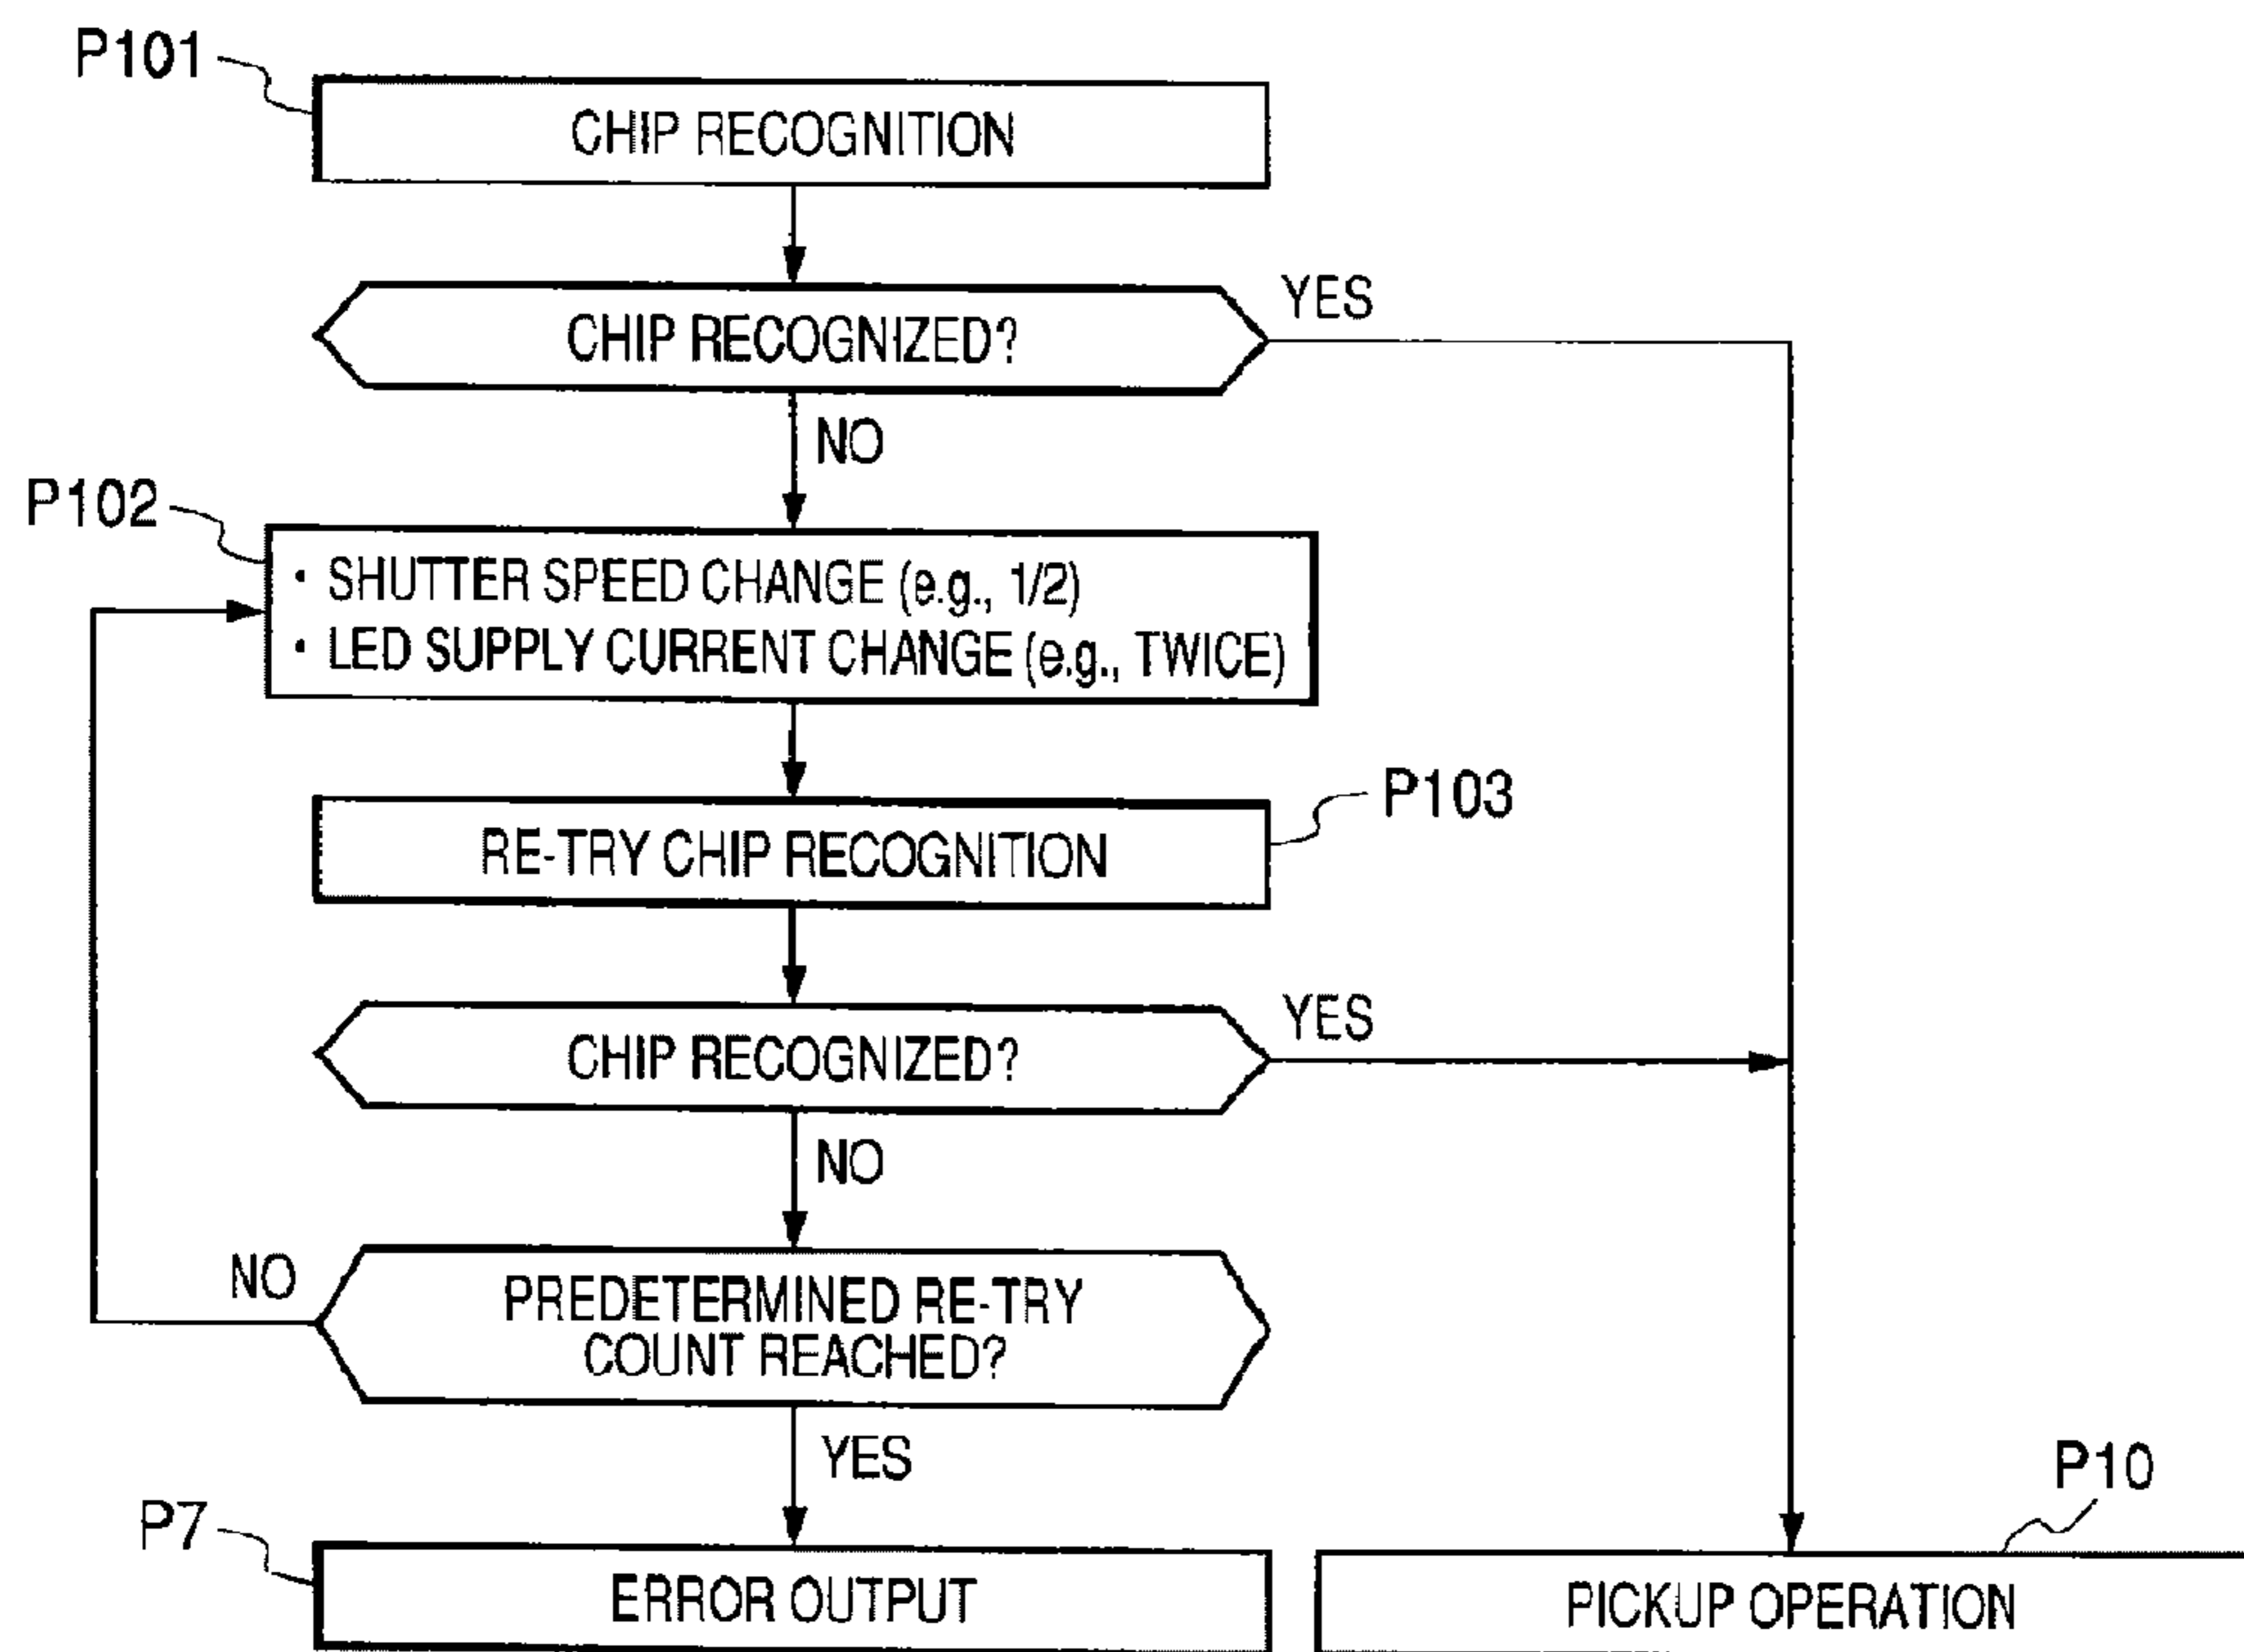 P101
CHIP RECOGNITION
CHIP RECOGNIZED?
YES
NO
P102
· SHUTTER SPEED CHANGE (e.g., 1/2)
· LED SUPPLY CURRENT CHANGE (e.g., TWICE)
P103
RE-TRY CHIP RECOGNITION
CHIP RECOGNIZED?
YES
NO
NO
PREDETERMINED RE-TRY
COUNT REACHED?
YES
P7
ERROR OUTPUT
P10
PICKUP OPERATION